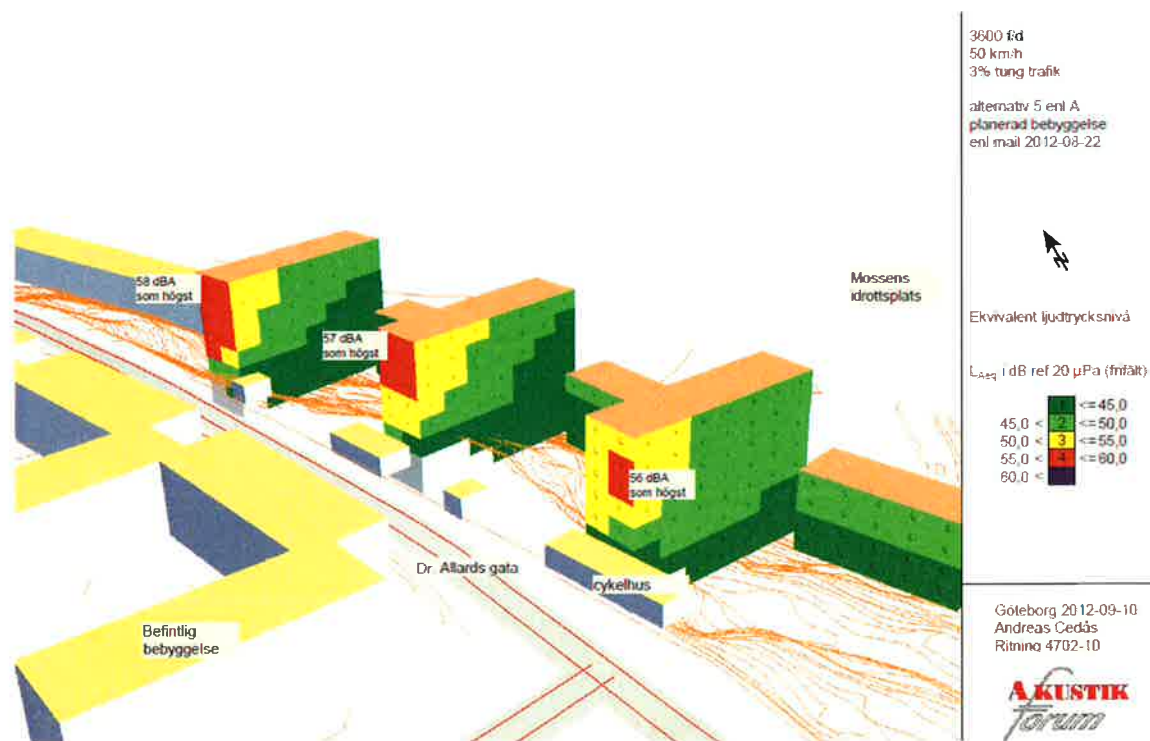 58 dBA
som högst
57 dBA
som högst
56 dBA
som högst
Mossens
idrottsplats
Dr. Allards gata
cykelhus
Befintlig
bebyggelse
3600 f/d
50 km/h
3% tung trafik
alternativ 5 enl A
planerad bebyggelse
enl mail 2012-08-22
N
Ekvivalent ljudtrycksnivå
LAeq i dB ref 20 µPa (frifält)
1 <=45,0
45,0 < 2 <=50,0
50,0 < 3 <=55,0
55,0 < 4 <=60,0
60,0 <
Göteborg 2012-09-10
Andreas Cedås
Ritning 4702-10
AKUSTIK
forum